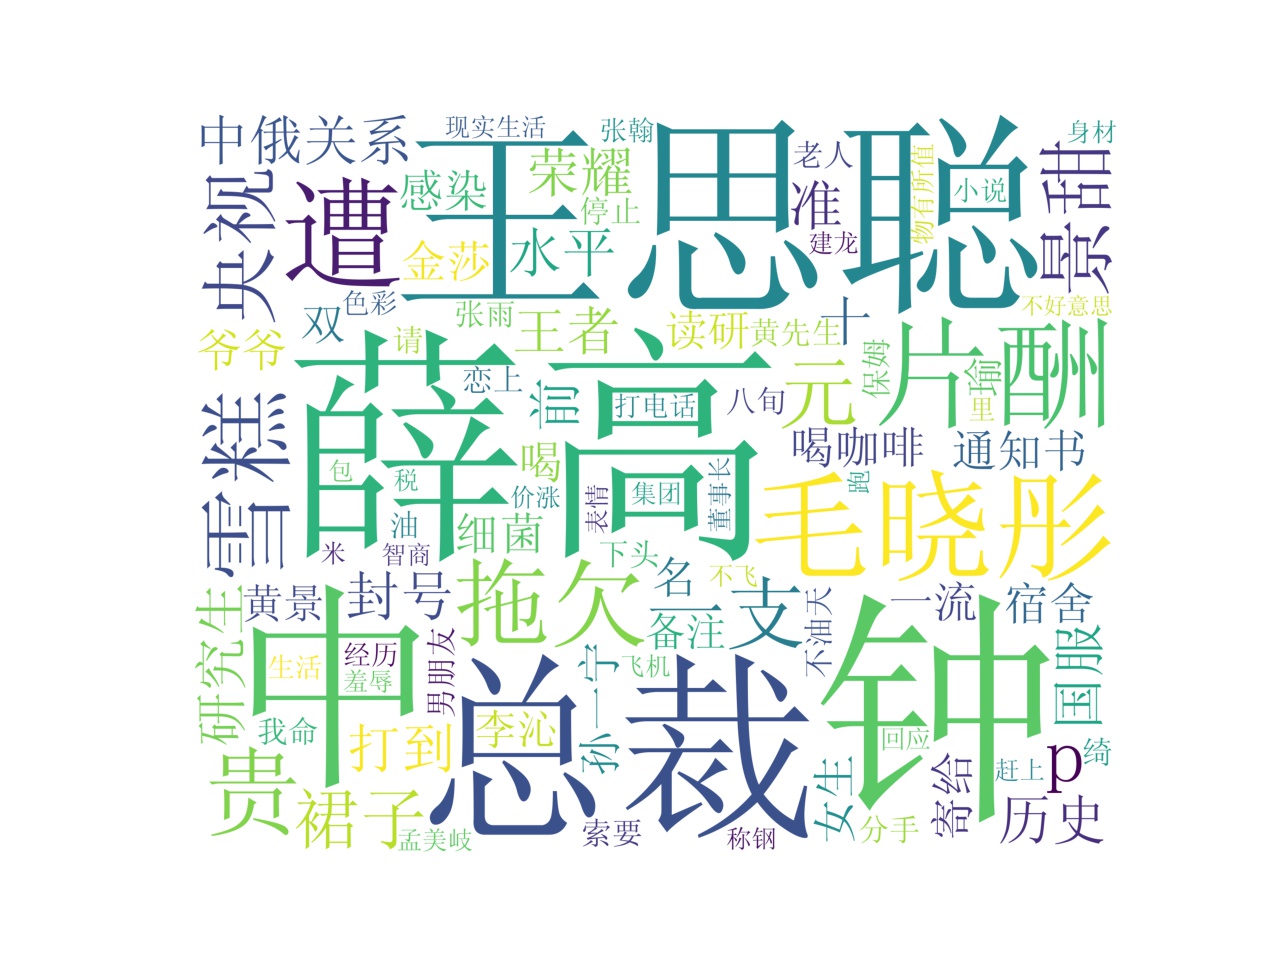 中俄关系
现实生活
张翰
身材
王思聪
老人
荣耀
感染
遭
准
物有所值
小说
景甜
央视
停止
建龙
水平
金莎
色彩
双
张雨
王者
读研
黄先生
十
不好意思
爷爷
请
薛高
片酬
恋上
前
打电话
八旬
元
保姆
瑜
里
雪糕
喝
喝咖啡
通知书
包
税
价涨
表情
集团
董事长
跑
毛晓彤
油
细菌
米
智商
下头
名
不飞
研究生
黄景
封号
拖欠
一
支
备注
不油天
一流
宿舍
国服
中
生活
经历
羞辱
男朋友
孙一宁
飞机
总裁
钟
我命
打到
李沁
回应
p
绮
贵
裙子
女生
寄给
赶上
历史
孟美岐
索要
称钢
分手